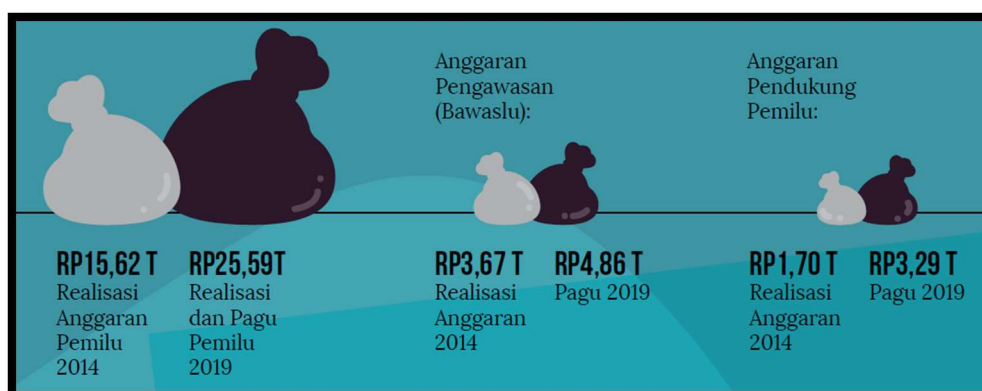 Anggaran
Pengawasan
(Bawaslu):
Anggaran
Pendukung
Pemilu:
RP15,62 T
Realisasi
Anggaran
Pemilu
2014
RP25,59T
Realisasi
dan Pagu
Pemilu
2019
RP3,67 T
Realisasi
Anggaran
2014
RP4,86 T
Pagu 2019
RP1,70 T
Realisasi
Anggaran
2014
RP3,29 T
Pagu 2019